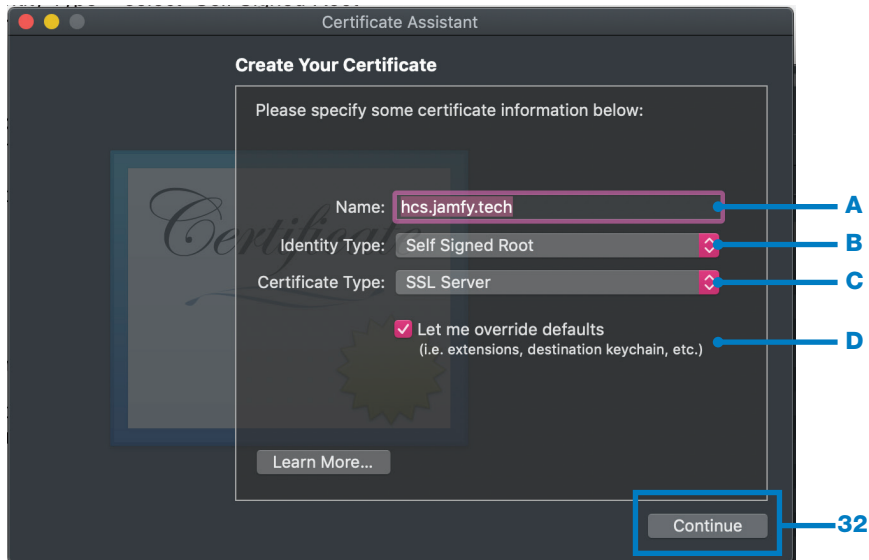 Certificate Assistant
Create Your Certificate
Please specify some certificate information below:
Certificate
Name: hcs.jamfy.tech A
Identity Type: Self Signed Root B
Certificate Type: SSL Server C
Let me override defaults
(i.e. extensions, destination keychain, etc.) D
Learn More...
Continue 32